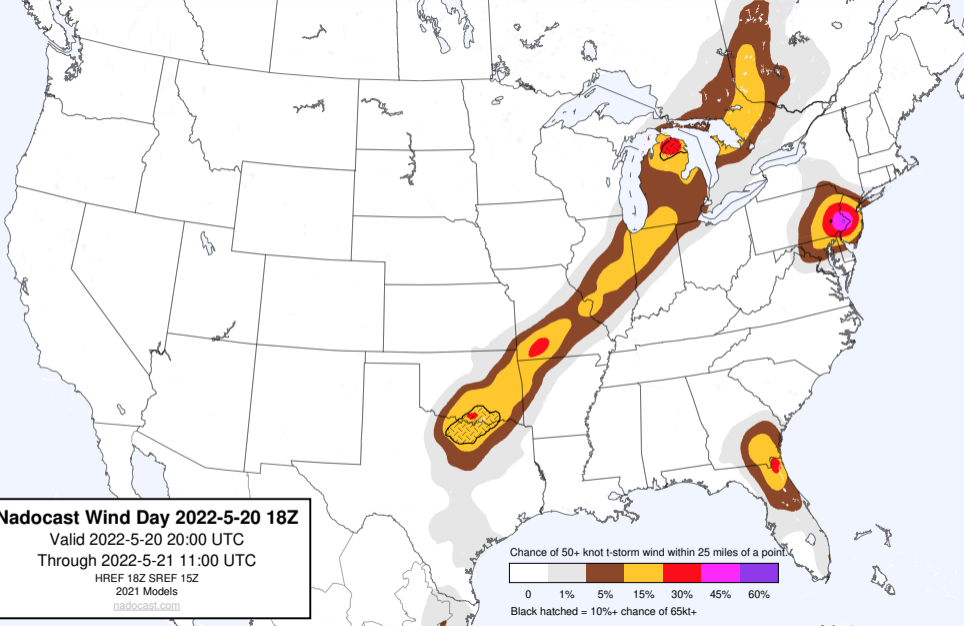 Nadocast Wind Day 2022-5-20 18Z
Valid 2022-5-20 20:00 UTC
Through 2022-5-21 11:00 UTC
HREF 18Z SREF 15Z
2021 Models
nadocast.com
Chance of 50+ knot t-storm wind within 25 miles of a point.
0 1% 5% 15% 30% 45% 60%
Black hatched = 10%+ chance of 65kt+